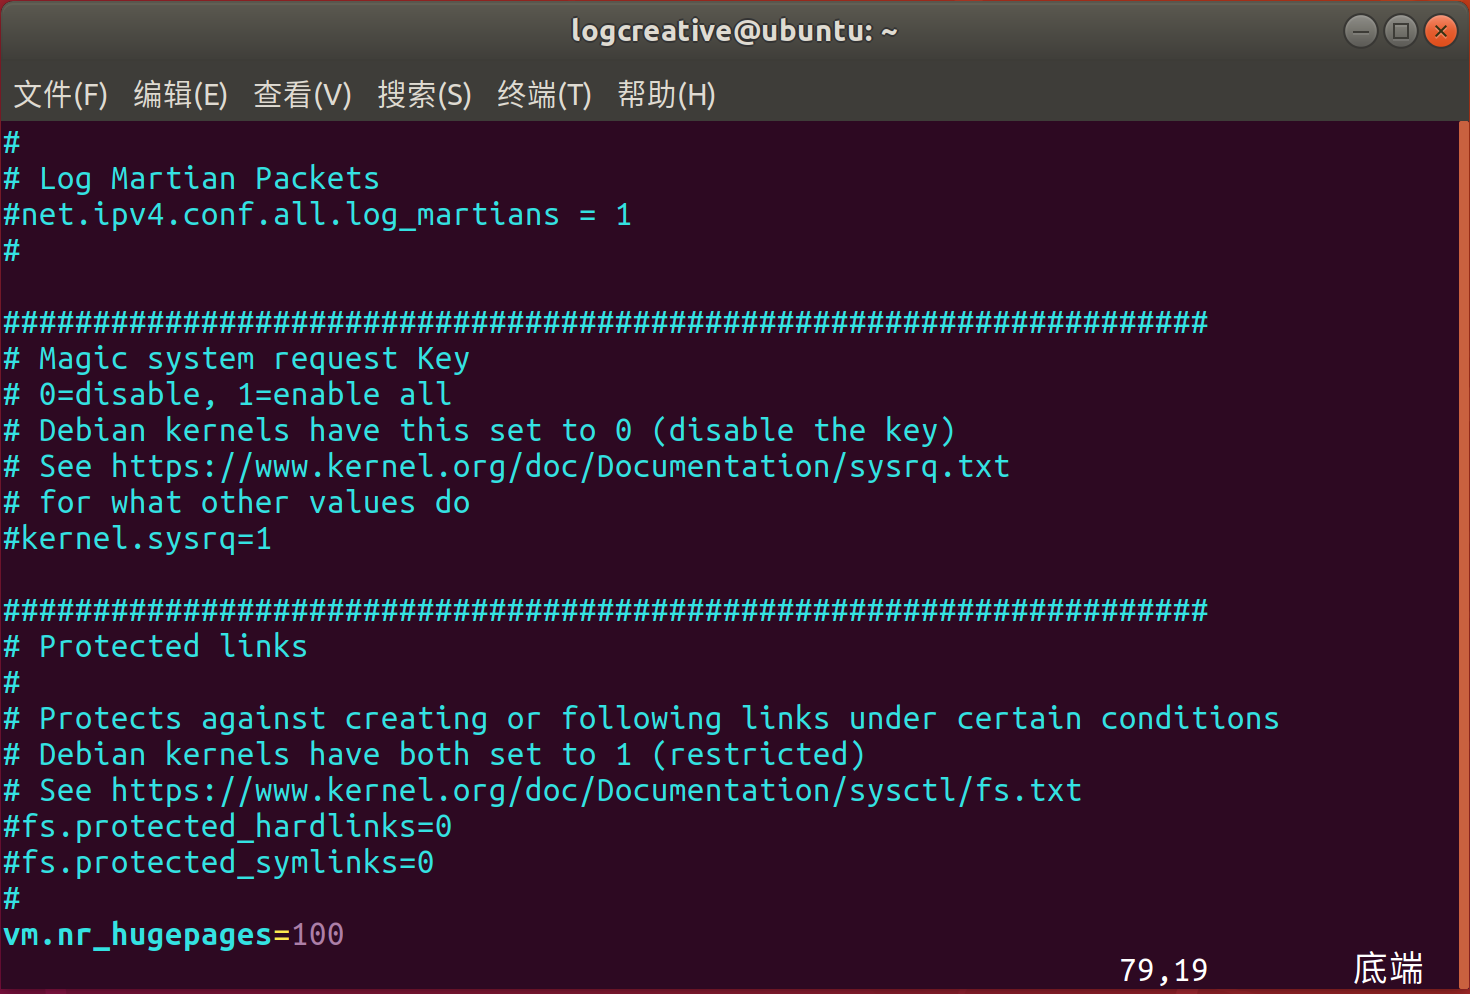 logcreative@ubuntu: ~
文件(F) 编辑(E) 查看(V) 搜索(S) 终端(T) 帮助(H)
#
# Log Martian Packets
#net.ipv4.conf.all.log_martians = 1
#

###################################################################
# Magic system request Key
# 0=disable, 1=enable all
# Debian kernels have this set to 0 (disable the key)
# See https://www.kernel.org/doc/Documentation/sysrq.txt
# for what other values do
#kernel.sysrq=1

###################################################################
# Protected links
#
# Protects against creating or following links under certain conditions
# Debian kernels have both set to 1 (restricted)
# See https://www.kernel.org/doc/Documentation/sysctl/fs.txt
#fs.protected_hardlinks=0
#fs.protected_symlinks=0
#
vm.nr_hugepages=100
79,19 底端